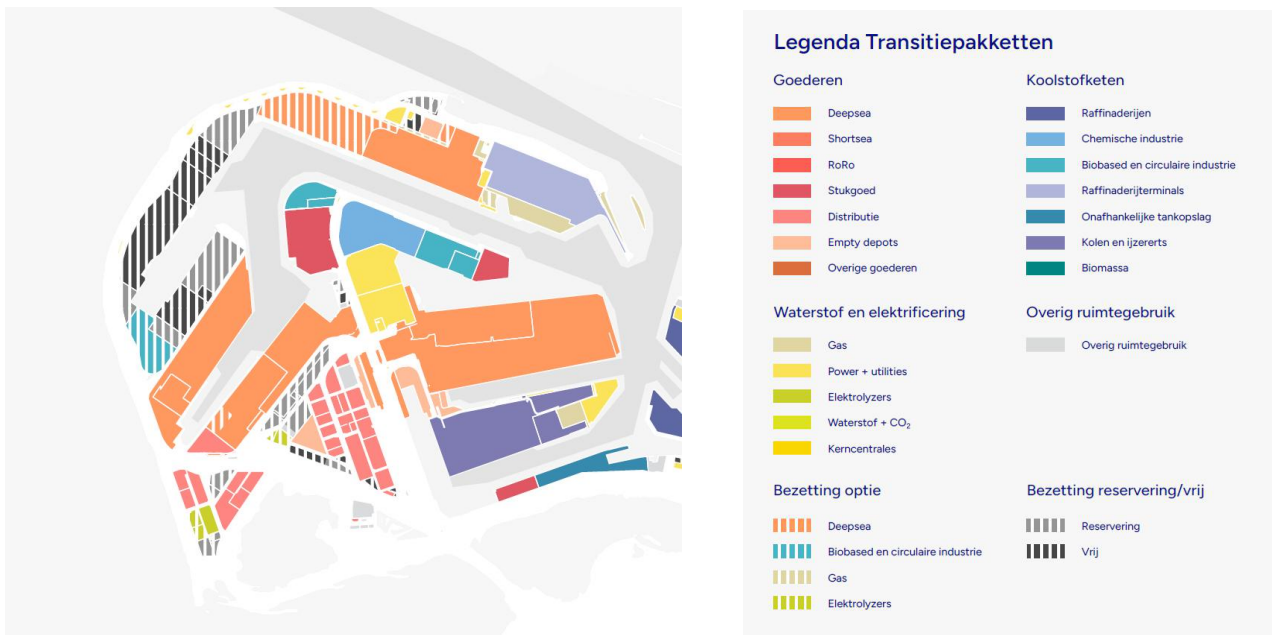 Legenda Transitiepakketten
Goederen
Deepsea
Shortsea
RoRo
Stukgoed
Distributie
Empty depots
Overige goederen
Koolstofketen
Raffinaderijen
Chemische industrie
Biobased en circulaire industrie
Raffinaderijterminals
Onafhankelijke tankopslag
Kolen en ijzererts
Biomassa
Waterstof en elektrificering
Gas
Power + utilities
Elektrolyzers
Waterstof + CO₂
Kerncentrales
Overig ruimtegebruik
Overig ruimtegebruik
Bezetting optie
Deepsea
Biobased en circulaire industrie
Gas
Elektrolyzers
Bezetting reservering/vrij
Reservering
Vrij